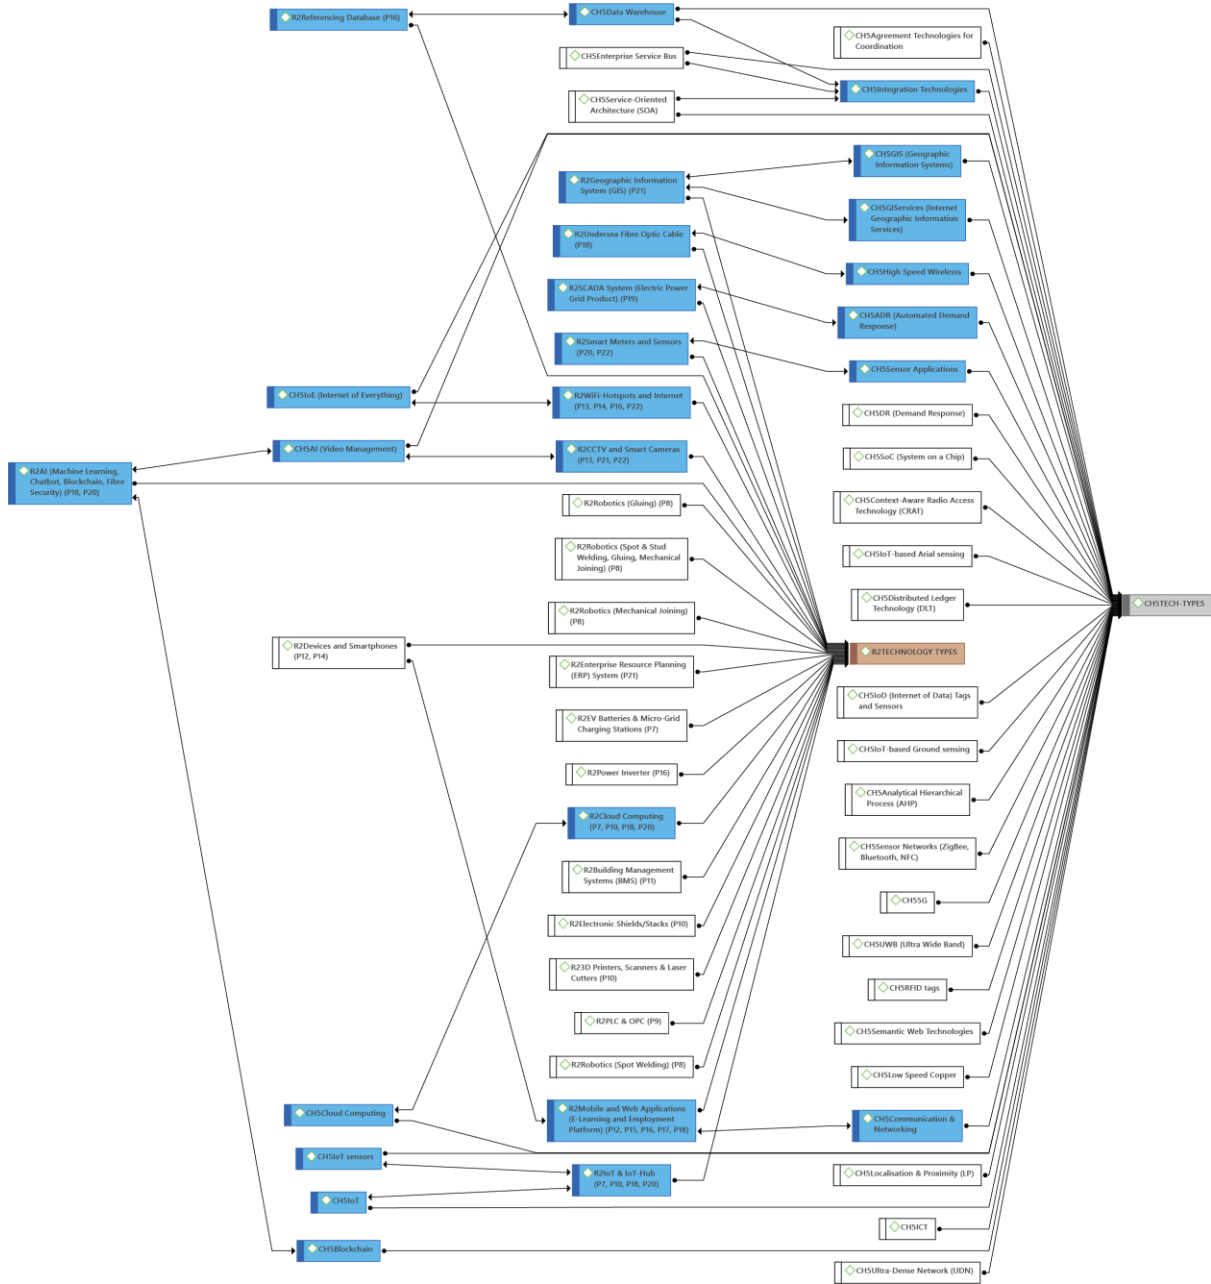 R2Referencing Database (P16)
CH5Data Warehouse
CH5Agreement Technologies for
Coordination
CH5Enterprise Service Bus
CH5Integration Technologies
CH5Service-Oriented
Architecture (SOA)
CH5GIS (Geographic
Information Systems)
R2Geographic Information
System (GIS) (P21)
CH5GIServices (Internet
Geographic Information
Services)
R2Undersea Fibre Optic Cable
(P18)
CH5High Speed Wirelesss
R2SCADA System (Electric Power
Grid Product) (P19)
CH5ADR (Automated Demand
Response)
R2Smart Meters and Sensors
(P20, P22)
CH5Sensor Applications
CH5IoE (Internet of Everything)
R2WiFi-Hotspots and Internet
(P13, P14, P16, P22)
CH5DR (Demand Response)
CH5AI (Video Management)
R2CCTV and Smart Cameras
(P13, P21, P22)
CH5SoC (System on a Chip)
R2AI (Machine Learning,
Chatbot, Blockchain, Fibre
Security) (P18, P20)
R2Robotics (Gluing) (P8)
CH5Context-Aware Radio Access
Technology (CRAT)
R2Robotics (Spot & Stud
Welding, Gluing, Mechanical
Joining) (P8)
CH5IoT-based Arial sensing
R2Robotics (Mechanical Joining)
(P8)
CH5Distributed Ledger
Technology (DLT)
CH5TECH-TYPES
R2Devices and Smartphones
(P12, P14)
R2TECHNOLOGY TYPES
R2Enterprise Resource Planning
(ERP) System (P21)
CH5IoD (Internet of Data) Tags
and Sensors
R2EV Batteries & Micro-Grid
Charging Stations (P7)
CH5IoT-based Ground sensing
R2Power Inverter (P16)
CH5Analytical Hierarchical
Process (AHP)
R2Cloud Computing
(P7, P10, P18, P20)
CH5Sensor Networks (ZigBee,
Bluetooth, NFC)
R2Building Management
Systems (BMS) (P11)
CH55G
R2Electronic Shields/Stacks (P10)
CH5UWB (Ultra Wide Band)
R23D Printers, Scanners & Laser
Cutters (P10)
CH5RFID tags
R2PLC & OPC (P9)
CH5Semantic Web Technologies
R2Robotics (Spot Welding) (P8)
CH5Low Speed Copper
CH5Cloud Computing
R2Mobile and Web Applications
(E-Learning and Employment
Platform) (P12, P15, P16, P17, P18)
CH5Communication &
Networking
CH5IoT sensors
R2IoT & IoT-Hub
(P7, P10, P18, P20)
CH5Localisation & Proximity (LP)
CH5IoT
CH5ICT
CH5Blockchain
CH5Ultra-Dense Network (UDN)